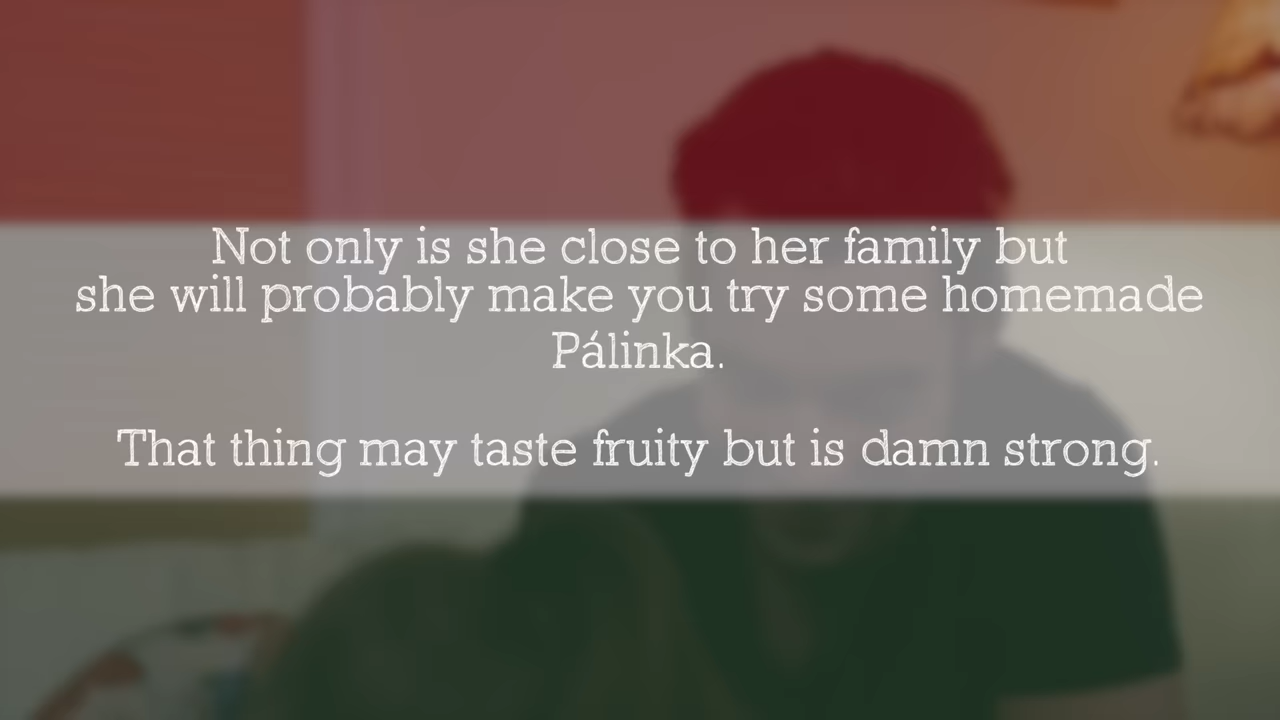 Not only is she close to her family but
she will probably make you try some homemade
Pálinka.
That thing may taste fruity but is damn strong.